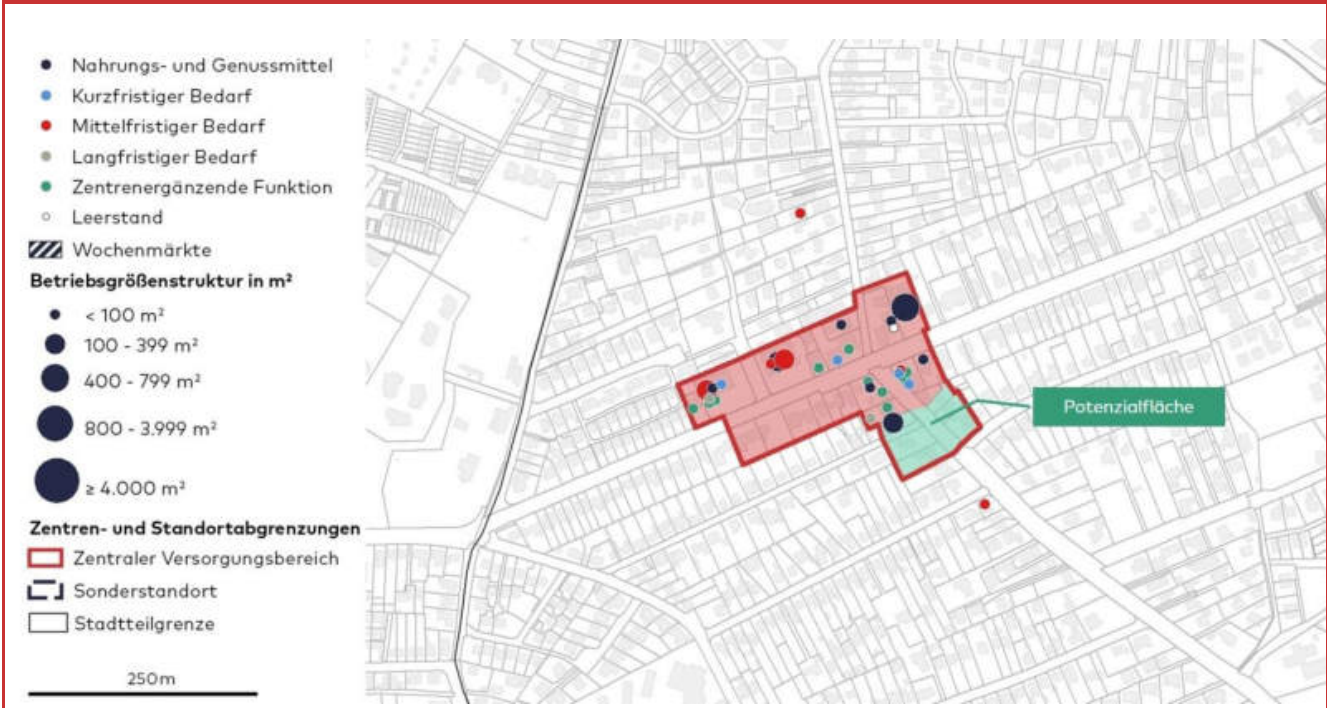 Nahrungs- und Genussmittel
Kurzfristiger Bedarf
Mittelfristiger Bedarf
Langfristiger Bedarf
Zentrenergänzende Funktion
Leerstand
Wochenmärkte
Betriebsgrößenstruktur in m²
< 100 m²
100 - 399 m²
400 - 799 m²
800 - 3.999 m²
≥ 4.000 m²
Zentren- und Standortabgrenzungen
Zentraler Versorgungsbereich
Sonderstandort
Stadtteilgrenze
250m
Potenzialfläche